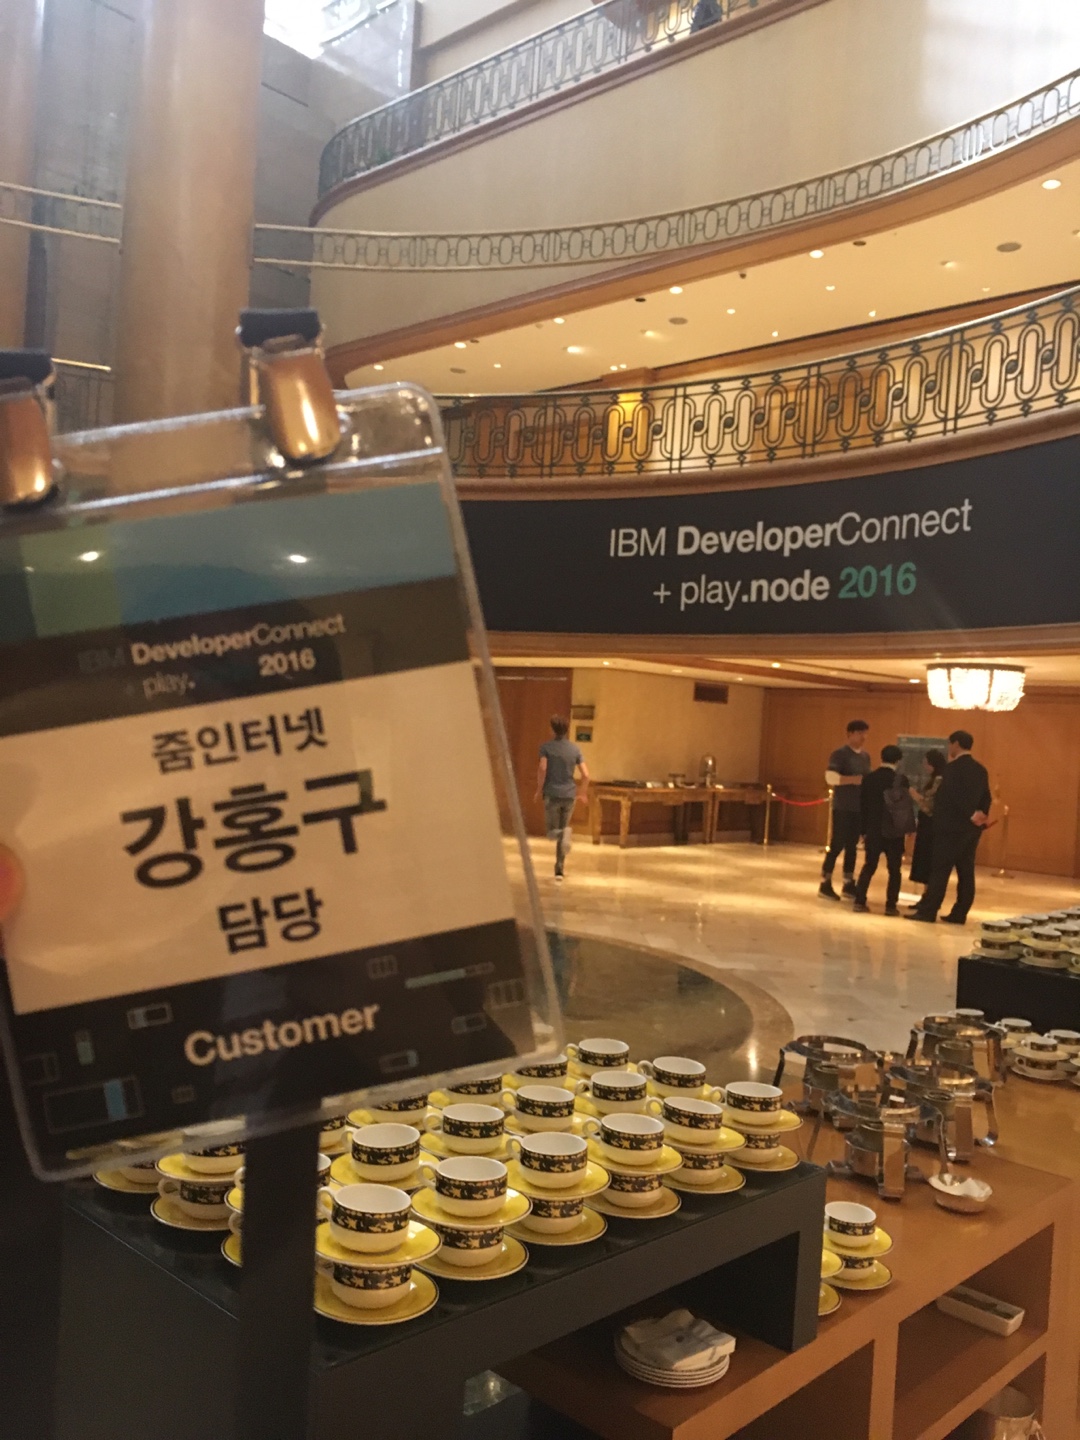 IBM DeveloperConnect
+ play.node 2016
IBM DeveloperConnect
play. 2016
줌인터넷
강홍구
담당
Customer